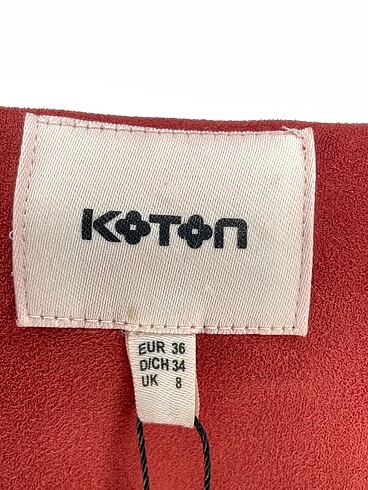 KOTON
EUR 36
D/CH 34
UK 8